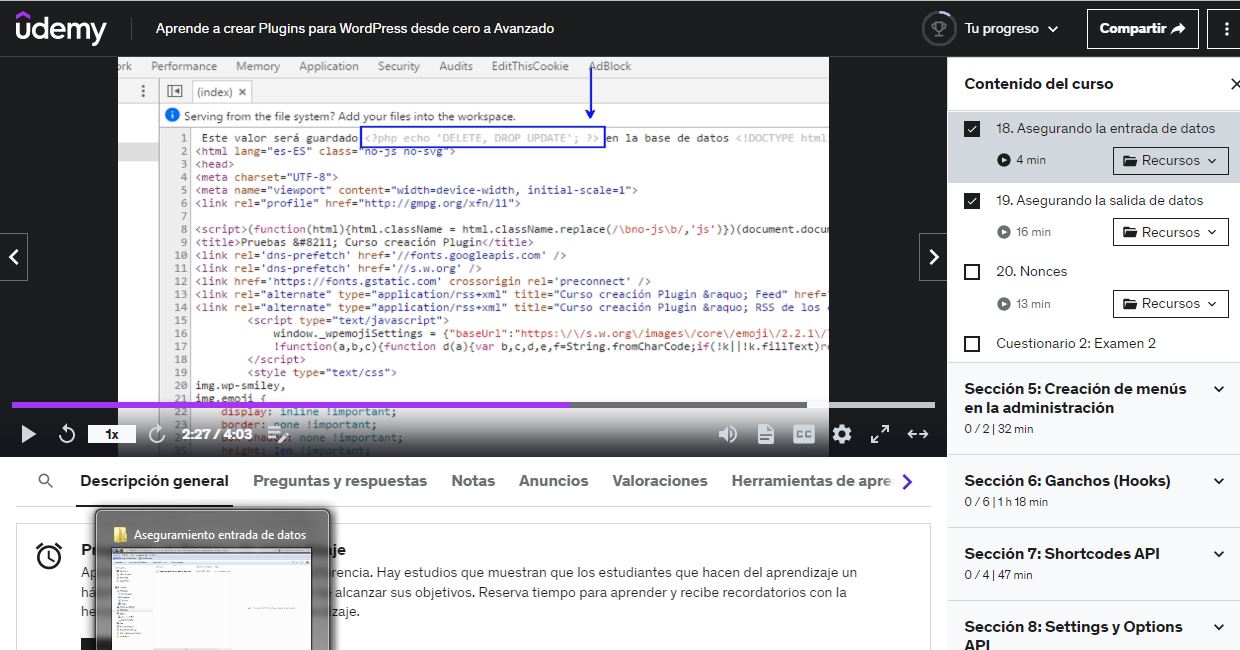 ûdemy
Aprende a crear Plugins para WordPress desde cero a Avanzado
Tu progreso
Compartir
ork Performance Memory Application Security Audits EditThisCookie AdBlock
(index) ×
Serving from the file system? Add your files into the workspace.
1 Este valor será guardado <?php echo 'DELETE, DROP UPDATE'; ?> en la base de datos <!DOCTYPE html
2 <html lang="es-ES" class="no-js no-svg">
3 <head>
4 <meta charset="UTF-8">
5 <meta name="viewport" content="width=device-width, initial-scale=1">
6 <link rel="profile" href="http://gmpg.org/xfn/11">
7
8 <script>(function(html){html.className = html.className.replace(/\bno-js\b/,'js')})(document.docu
9 <title>Pruebas &#8211; Curso creación Plugin</title>
10 <link rel='dns-prefetch' href='//fonts.googleapis.com' />
11 <link rel='dns-prefetch' href='//s.w.org' />
12 <link href='https://fonts.gstatic.com' crossorigin rel='preconnect' />
13 <link rel="alternate" type="application/rss+xml" title="Curso creación Plugin &raquo; Feed" href=
14 <link rel="alternate" type="application/rss+xml" title="Curso creación Plugin &raquo; RSS de los
15 <script type="text/javascript">
16 window._wpemojiSettings = {"baseUrl":"https:\/\/s.w.org\/images\/core\/emoji\/2.2.1\/
17 !function(a,b,c){function d(a){var b,c,d,e,f=String.fromCharCode;if(!k||!k.fillText)re
18 </script>
19 <style type="text/css">
20 img.wp-smiley,
21 img.emoji {
22 display: inline !important;
23 border: none !important;
24 box-shadow: none !important;
25 height: 1em !important;
1x
2:27 / 4:03
CC
Contenido del curso
18. Asegurando la entrada de datos
4 min
Recursos
19. Asegurando la salida de datos
16 min
Recursos
20. Nonces
13 min
Recursos
Cuestionario 2: Examen 2
Sección 5: Creación de menús
en la administración
0 / 2 | 32 min
Sección 6: Ganchos (Hooks)
0 / 6 | 1 h 18 min
Sección 7: Shortcodes API
0 / 4 | 47 min
Sección 8: Settings y Options
API
Descripción general Preguntas y respuestas Notas Anuncios Valoraciones Herramientas de apre
Aseguramiento entrada de datos
Pr
je
Ap
erencia. Hay estudios que muestran que los estudiantes que hacen del aprendizaje un
há
alcanzar sus objetivos. Reserva tiempo para aprender y recibe recordatorios con la
he
zaje.